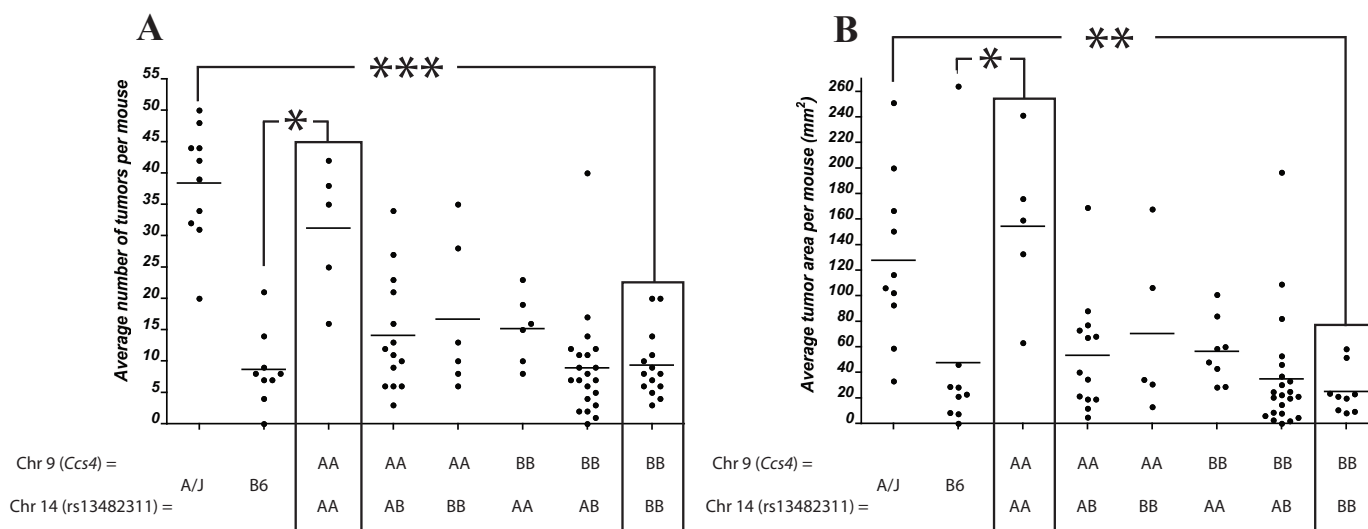 A
***
*
Average number of tumors per mouse
55
50
45
40
35
30
25
20
15
10
5
0
Chr 9 (Ccs4) =
A/J
B6
AA
AA
AA
BB
BB
BB
Chr 14 (rs13482311) =
AA
AB
BB
AA
AB
BB
B
**
*
Average tumor area per mouse (mm²)
260
240
220
200
180
160
140
120
100
80
60
40
20
0
Chr 9 (Ccs4) =
A/J
B6
AA
AA
AA
BB
BB
BB
Chr 14 (rs13482311) =
AA
AB
BB
AA
AB
BB